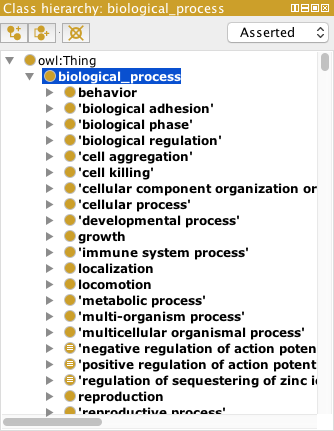 Class hierarchy: biological_process
Asserted
owl:Thing
biological_process
behavior
'biological adhesion'
'biological phase'
'biological regulation'
'cell aggregation'
'cell killing'
'cellular component organization or
'cellular process'
'developmental process'
growth
'immune system process'
localization
locomotion
'metabolic process'
'multi-organism process'
'multicellular organismal process'
'negative regulation of action poten
'positive regulation of action potent
'regulation of sequestering of zinc io
reproduction
'reproductive process'